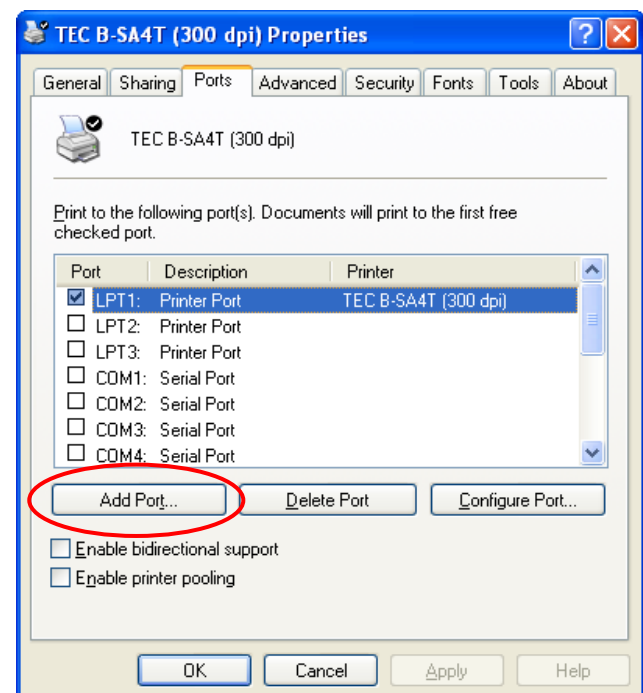 TEC B-SA4T (300 dpi) Properties
General Sharing Ports Advanced Security Fonts Tools About
TEC B-SA4T (300 dpi)
Print to the following port(s). Documents will print to the first free
checked port.
Port Description Printer
LPT1: Printer Port TEC B-SA4T (300 dpi)
LPT2: Printer Port
LPT3: Printer Port
COM1: Serial Port
COM2: Serial Port
COM3: Serial Port
COM4: Serial Port
Add Port... Delete Port Configure Port...
Enable bidirectional support
Enable printer pooling
OK Cancel Apply Help